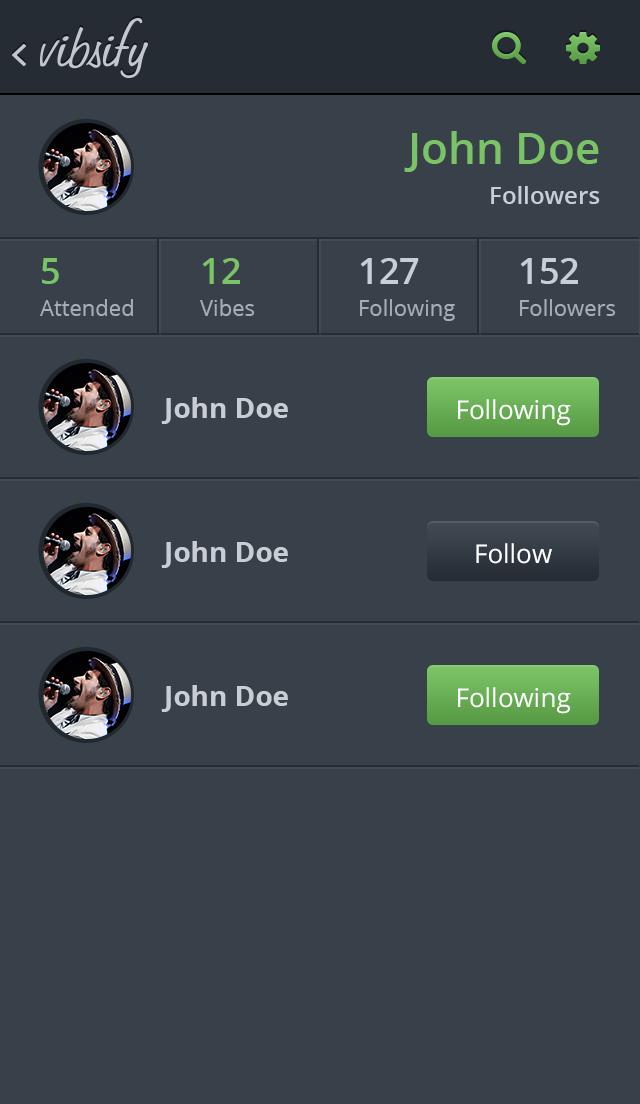 vibsify
John Doe
Followers
5 12 127 152
Attended Vibes Following Followers
John Doe Following
John Doe Follow
John Doe Following